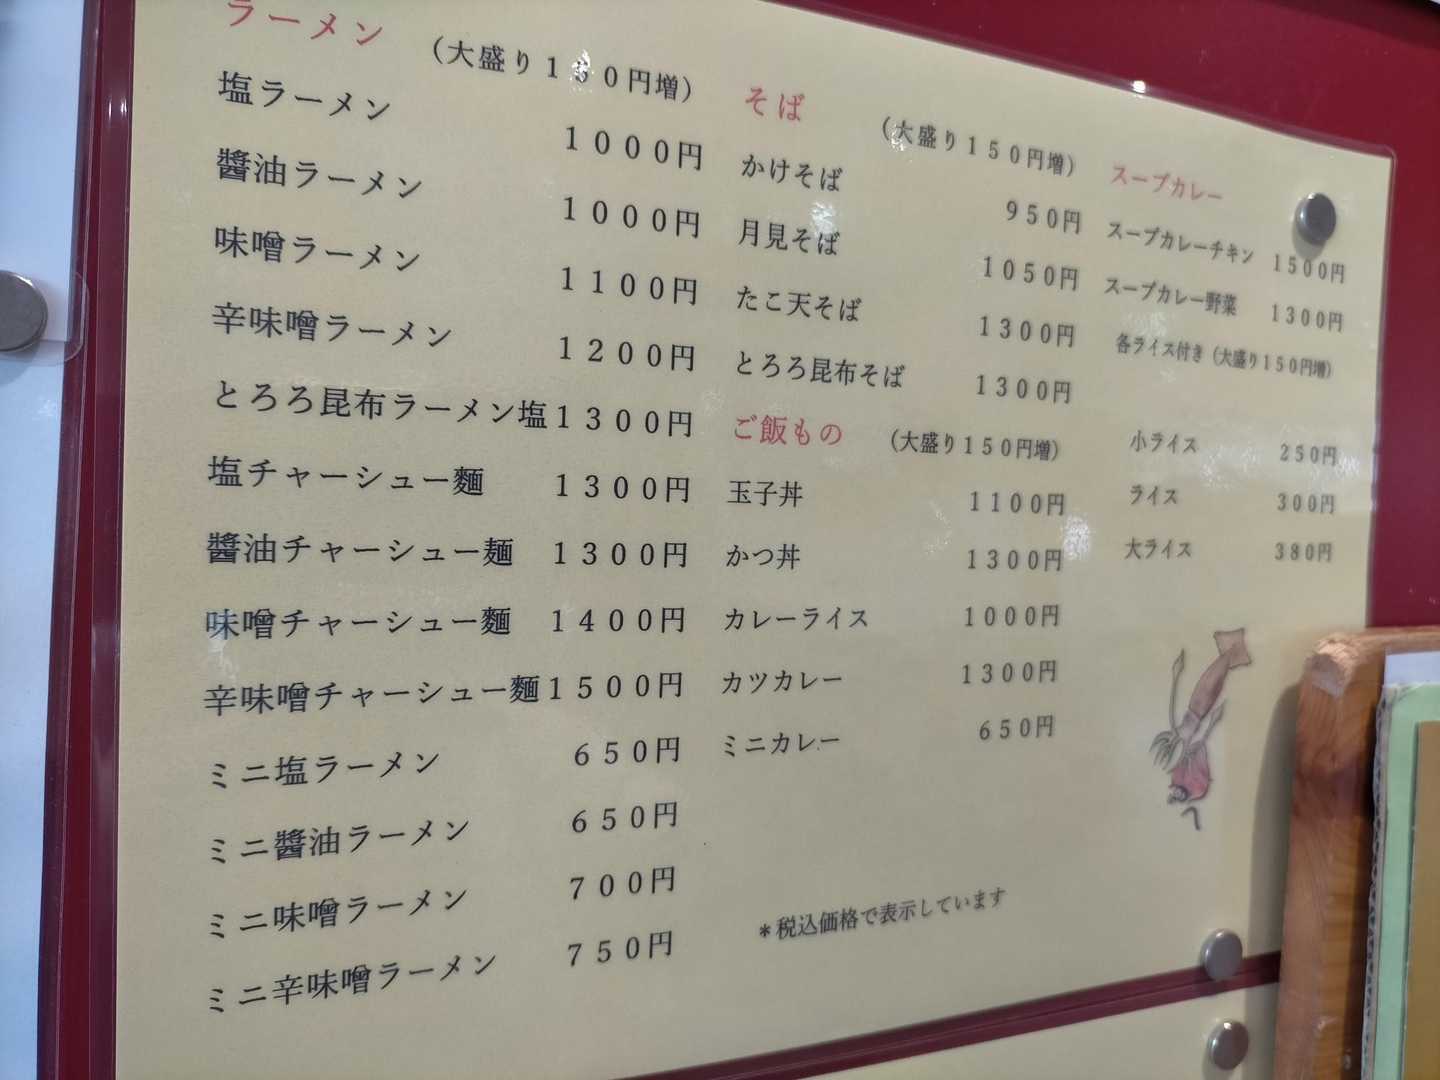 ラーメン
(大盛り150円増)
塩ラーメン 1000円
醬油ラーメン 1000円
味噌ラーメン 1100円
辛味噌ラーメン 1200円
とろろ昆布ラーメン塩 1300円
塩チャーシュー麺 1300円
醬油チャーシュー麺 1300円
味噌チャーシュー麺 1400円
辛味噌チャーシュー麺 1500円
ミニ塩ラーメン 650円
ミニ醬油ラーメン 650円
ミニ味噌ラーメン 700円
ミニ辛味噌ラーメン 750円
そば (大盛り150円増)
かけそば 950円
月見そば 1050円
たこ天そば 1300円
とろろ昆布そば 1300円
ご飯もの (大盛り150円増)
玉子丼 1100円
かつ丼 1300円
カレーライス 1000円
カツカレー 1300円
ミニカレー 650円
スープカレー
スープカレーチキン 1500円
スープカレー野菜 1300円
各ライス付き (大盛り150円増)
小ライス 250円
ライス 300円
大ライス 380円
＊税込価格で表示しています